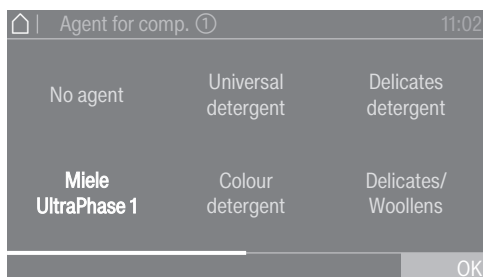 Agent for comp. ①
11:02
No agent
Universal
detergent
Delicates
detergent
Miele
UltraPhase 1
Colour
detergent
Delicates/
Woollens
OK